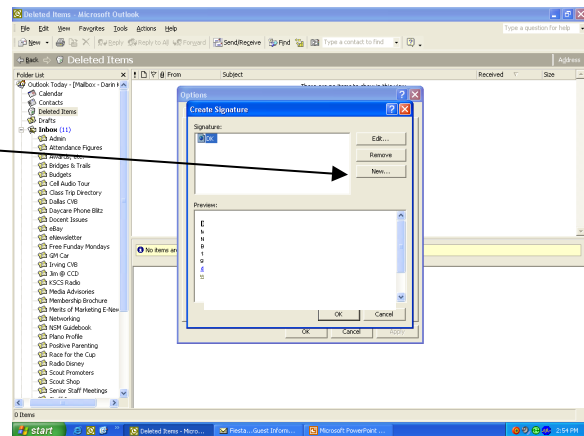 Deleted Items - Microsoft Outlook
File Edit View Favorites Tools Actions Help
Type a question for help
New Reply Reply to All Forward Send/Receive Find Type a contact to find
Back Deleted Items
Address
Folder List
From Subject Received Size
Outlook Today - [Mailbox - Darin
Calendar
Contacts
Deleted Items
Drafts
Inbox (11)
Admin
Attendance Figures
Awards, etc.
Bridges & Trails
Budgets
Cell Audio Tour
Class Trip Directory
Dallas CVB
Daycare Phone Blitz
Docent Issues
eBay
eNewsletter
Free Funday Mondays
GM Car
Irving CVB
Jim @ CCD
KSCS Radio
Media Advisories
Membership Brochure
Merits of Marketing E-New
Networking
NSM Guidebook
Plano Profile
Positive Parenting
Race for the Cup
Radio Disney
Scout Promoters
Scout Shop
Senior Staff Meetings
No items are
Options
Create Signature
Signature:
DK
Edit...
Remove
New...
Preview:
OK Cancel
OK Cancel Apply
0 Items
start
Deleted Items - Micro...
Fiesta...Guest Inform...
Microsoft PowerPoint ...
2:54 PM